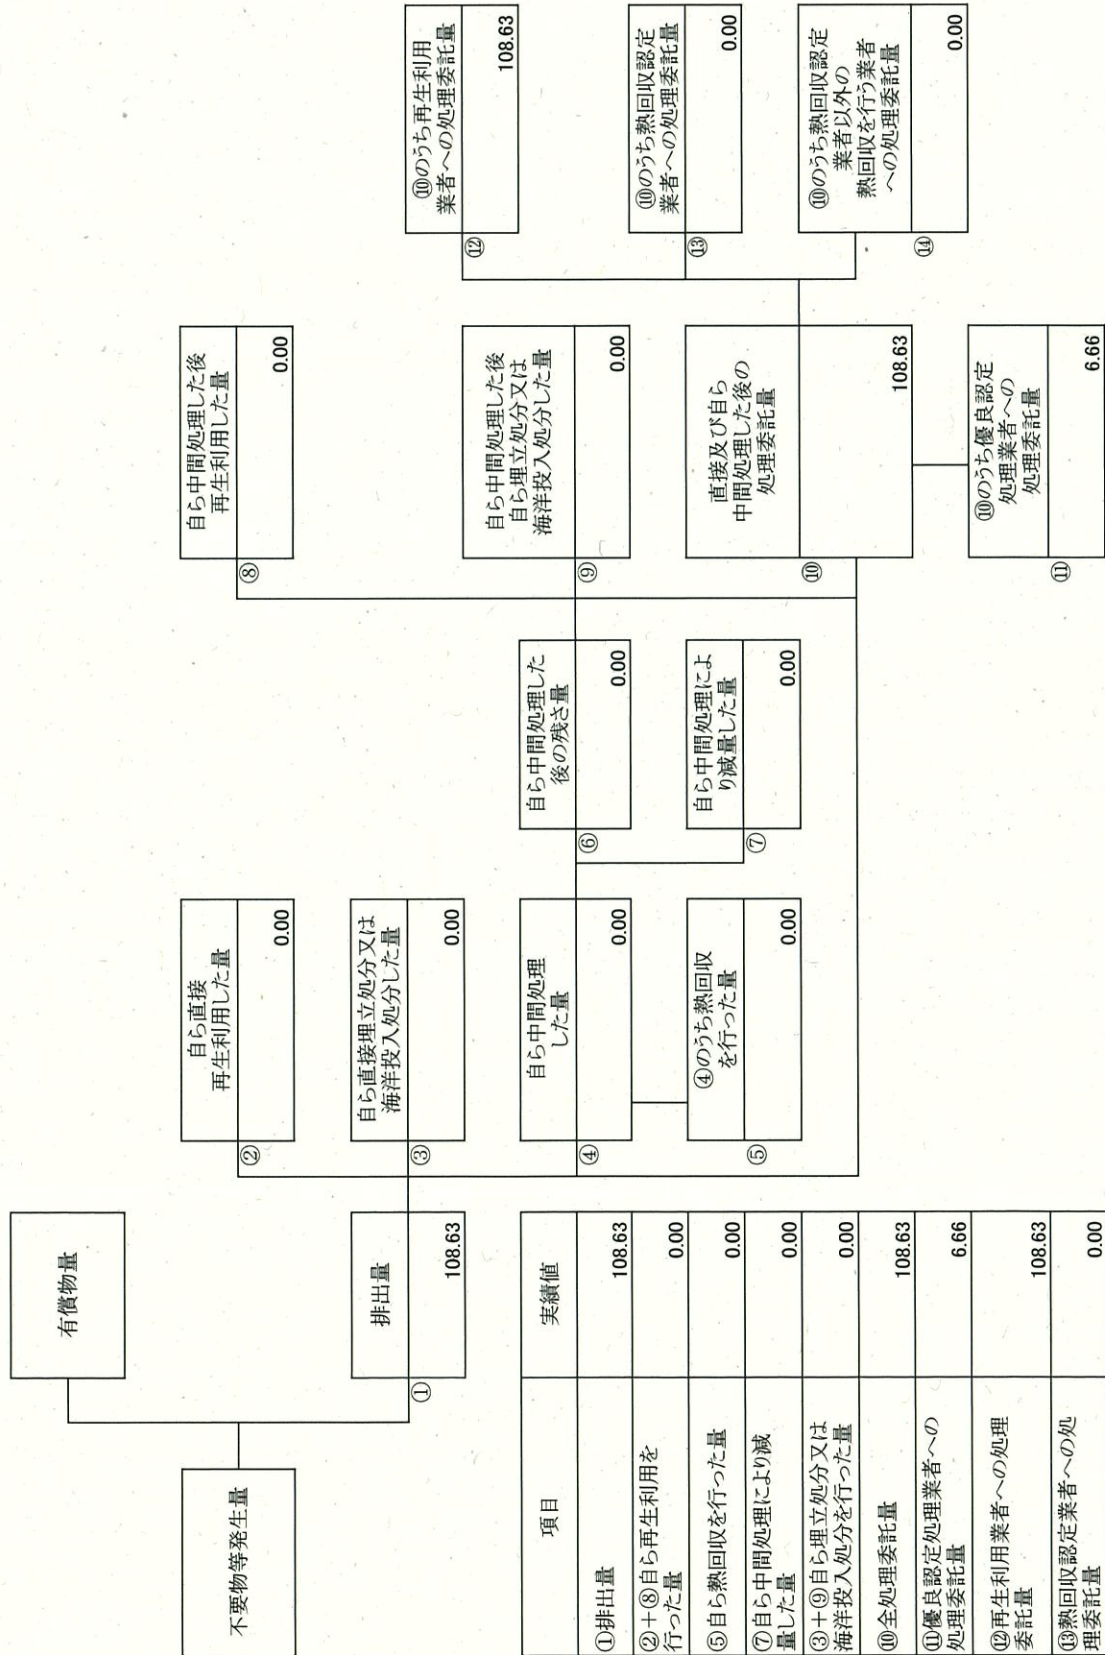 不要物等発生量
有償物量
排出量
①
108.63
自ら直接
再生利用した量
②
0.00
自ら直接埋立処分又は
海洋投入処分した量
③
0.00
自ら中間処理
した量
④
0.00
④のうち熱回収
を行った量
⑤
0.00
自ら中間処理した
後の残さ量
⑥
0.00
自ら中間処理によ
り減量した量
⑦
0.00
自ら中間処理した後
再生利用した量
⑧
0.00
自ら中間処理した後
自ら埋立処分又は
海洋投入処分した量
⑨
0.00
直接及び自ら
中間処理した後の
処理委託量
⑩
108.63
⑩のうち優良認定
処理業者への
処理委託量
⑪
6.66
⑩のうち再生利用
業者への処理委託量
⑫
108.63
⑩のうち熱回収認定
業者への処理委託量
⑬
0.00
⑩のうち熱回収認定
業者以外の
熱回収を行う業者
への処理委託量
⑭
0.00
項目 実績値
①排出量 108.63
②+⑧自ら再生利用を
行った量 0.00
⑤自ら熱回収を行った量 0.00
⑦自ら中間処理により減
量した量 0.00
③+⑨自ら埋立処分又は
海洋投入処分を行った量 0.00
⑩全処理委託量 108.63
⑪優良認定処理業者への
処理委託量 6.66
⑫再生利用業者への処理
委託量 108.63
⑬熱回収認定業者への処
理委託量 0.00